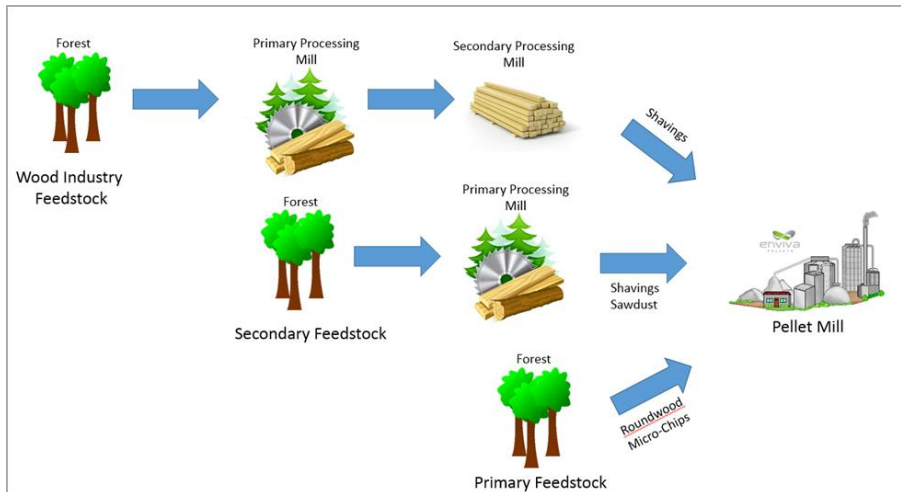 Forest
Primary Processing
Mill
Secondary Processing
Mill
Shavings
Wood Industry
Feedstock
Forest
Primary Processing
Mill
Secondary Feedstock
Shavings
Sawdust
enviva
PELLETS
Pellet Mill
Forest
Roundwood
Micro-Chips
Primary Feedstock